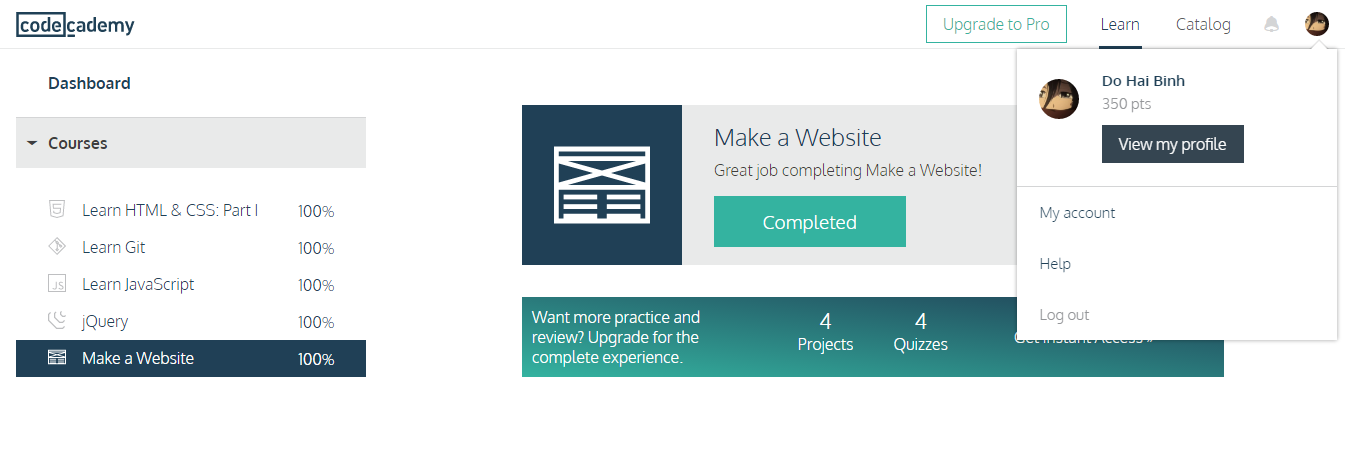 codecademy
Upgrade to Pro
Learn
Catalog
Do Hai Binh
350 pts
View my profile
My account
Help
Log out
Dashboard
Courses
Learn HTML & CSS: Part I 100%
Learn Git 100%
Learn JavaScript 100%
jQuery 100%
Make a Website 100%
Make a Website
Great job completing Make a Website!
Completed
Want more practice and
review? Upgrade for the
complete experience.
4
Projects
4
Quizzes
Get Instant Access »